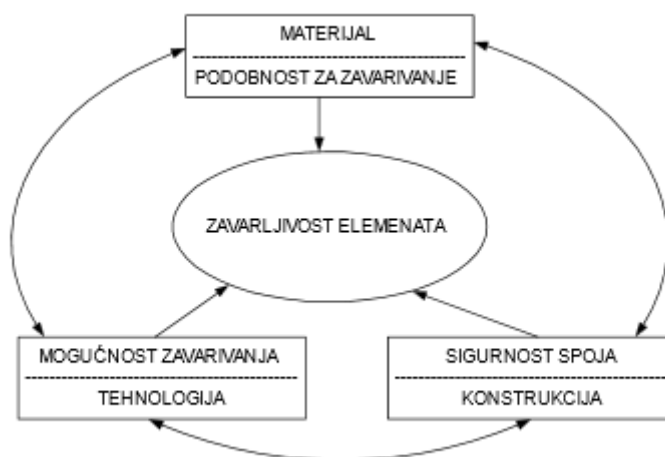 MATERIJAL
PODOBNOST ZA ZAVARIVANJE
ZAVARLJIVOST ELEMENATA
MOGUĆNOST ZAVARIVANJA
TEHNOLOGIJA
SIGURNOST SPOJA
KONSTRUKCIJA